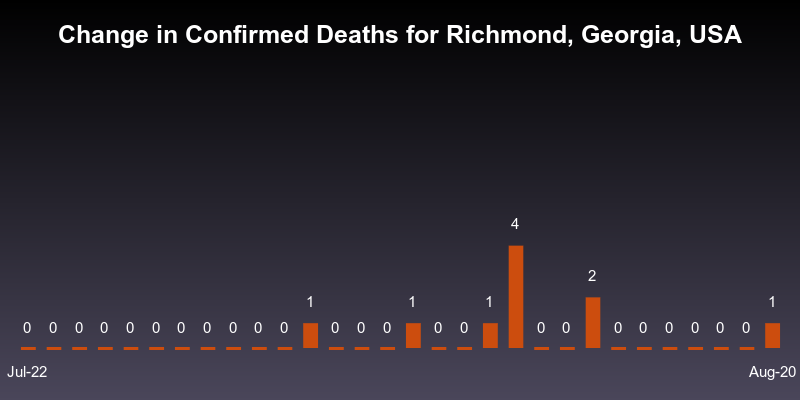 Change in Confirmed Deaths for Richmond, Georgia, USA
4
2
1 1 1 1
0 0 0 0 0 0 0 0 0 0 0 0 0 0 0 0 0 0 0 0 0 0 0 0
Jul-22 Aug-20